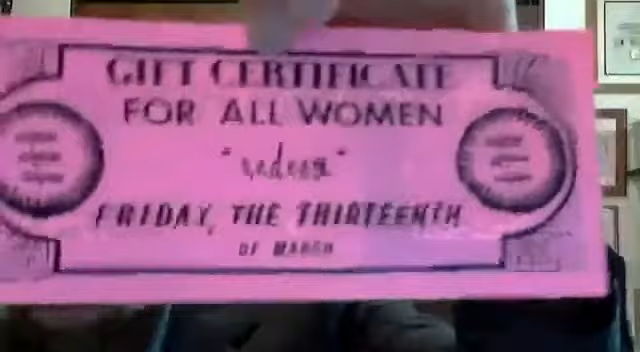 GIFT CERTIFICATE
FOR ALL WOMEN
"redeem"
FRIDAY, THE THIRTEENTH
OF MARCH